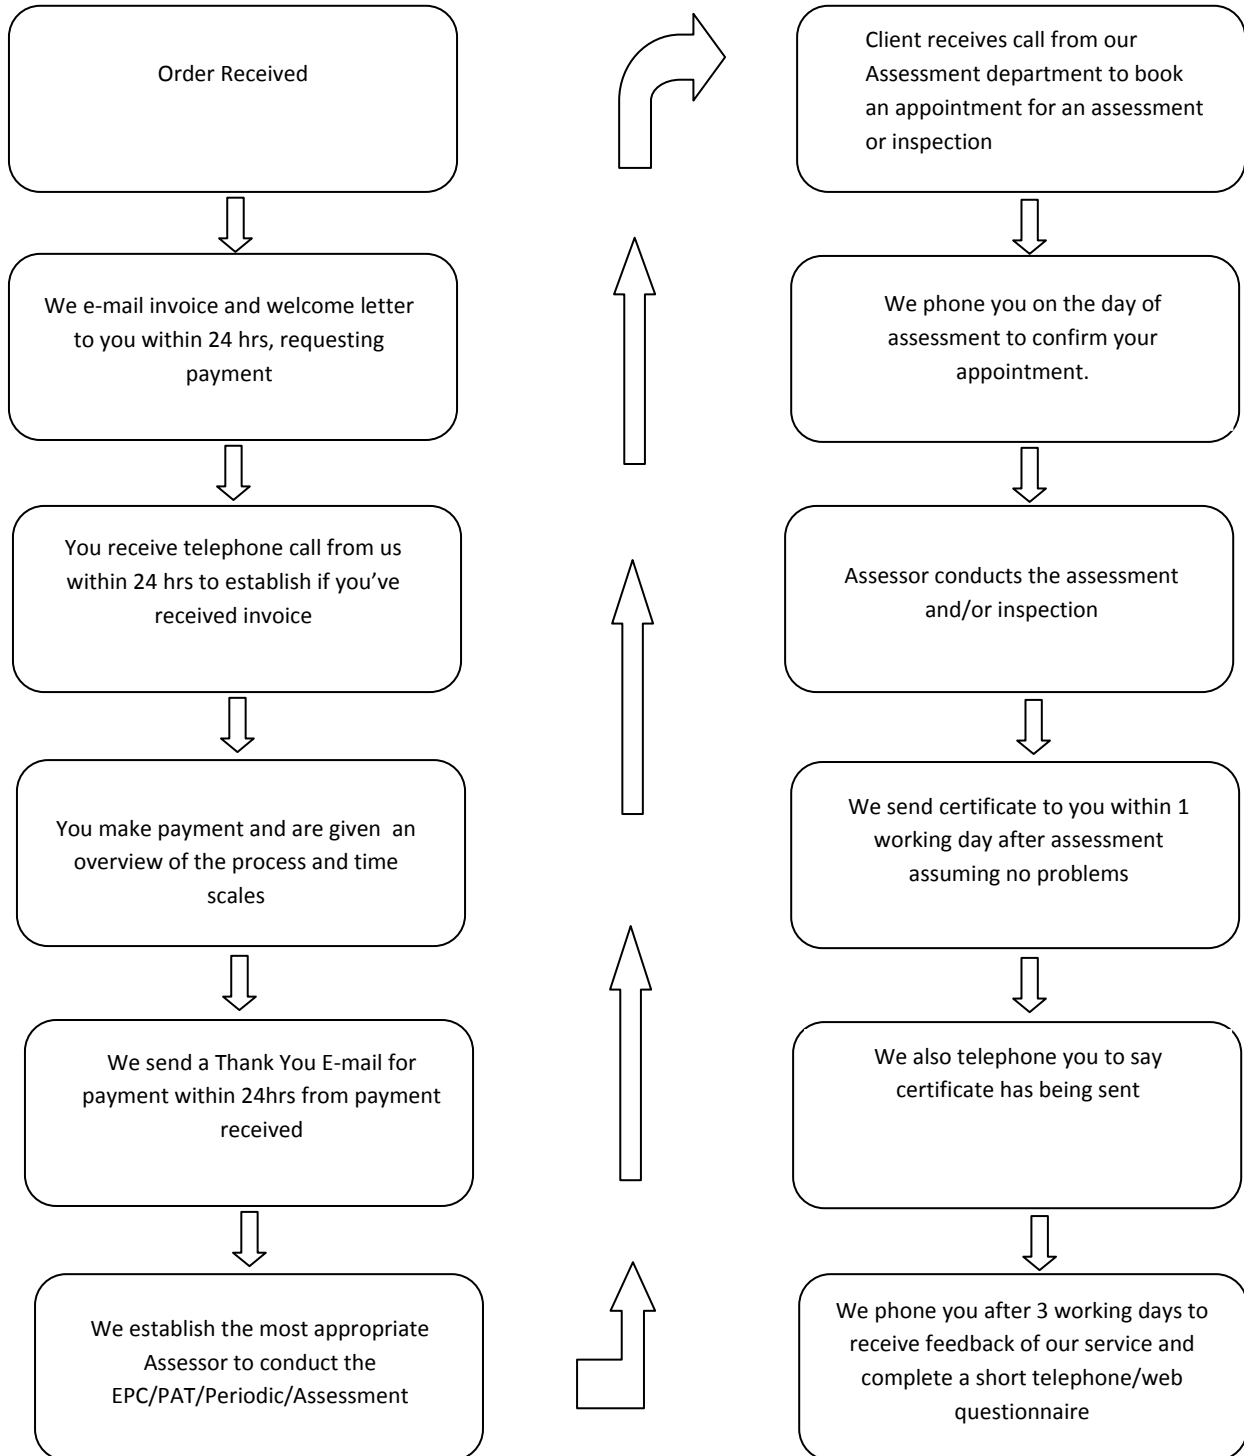 Order Received
We e-mail invoice and welcome letter
to you within 24 hrs, requesting
payment
You receive telephone call from us
within 24 hrs to establish if you’ve
received invoice
You make payment and are given  an
overview of the process and time
scales
We send a Thank You E-mail for
payment within 24hrs from payment
received
We establish the most appropriate
Assessor to conduct the
EPC/PAT/Periodic/Assessment
Client receives call from our
Assessment department to book
an appointment for an assessment
or inspection
We phone you on the day of
assessment to confirm your
appointment.
Assessor conducts the assessment
and/or inspection
We send certificate to you within 1
working day after assessment
assuming no problems
We also telephone you to say
certificate has being sent
We phone you after 3 working days to
receive feedback of our service and
complete a short telephone/web
questionnaire